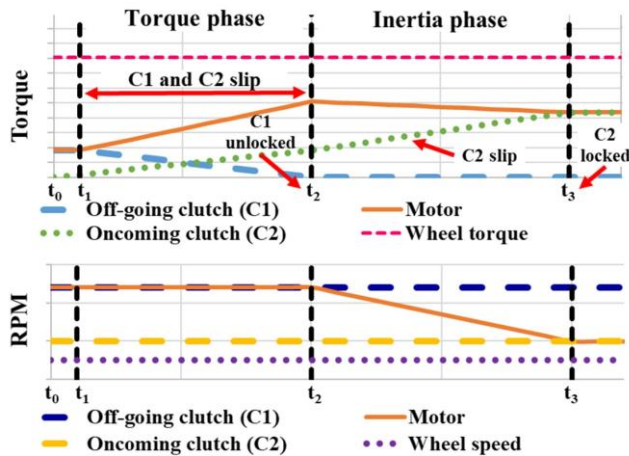 Torque phase Inertia phase
C1 and C2 slip
Torque
C1
unlocked
C2 slip
C2
locked
t0 t1 t2 t3
Off-going clutch (C1) Motor
Oncoming clutch (C2) Wheel torque
RPM
t0 t1 t2 t3
Off-going clutch (C1) Motor
Oncoming clutch (C2) Wheel speed